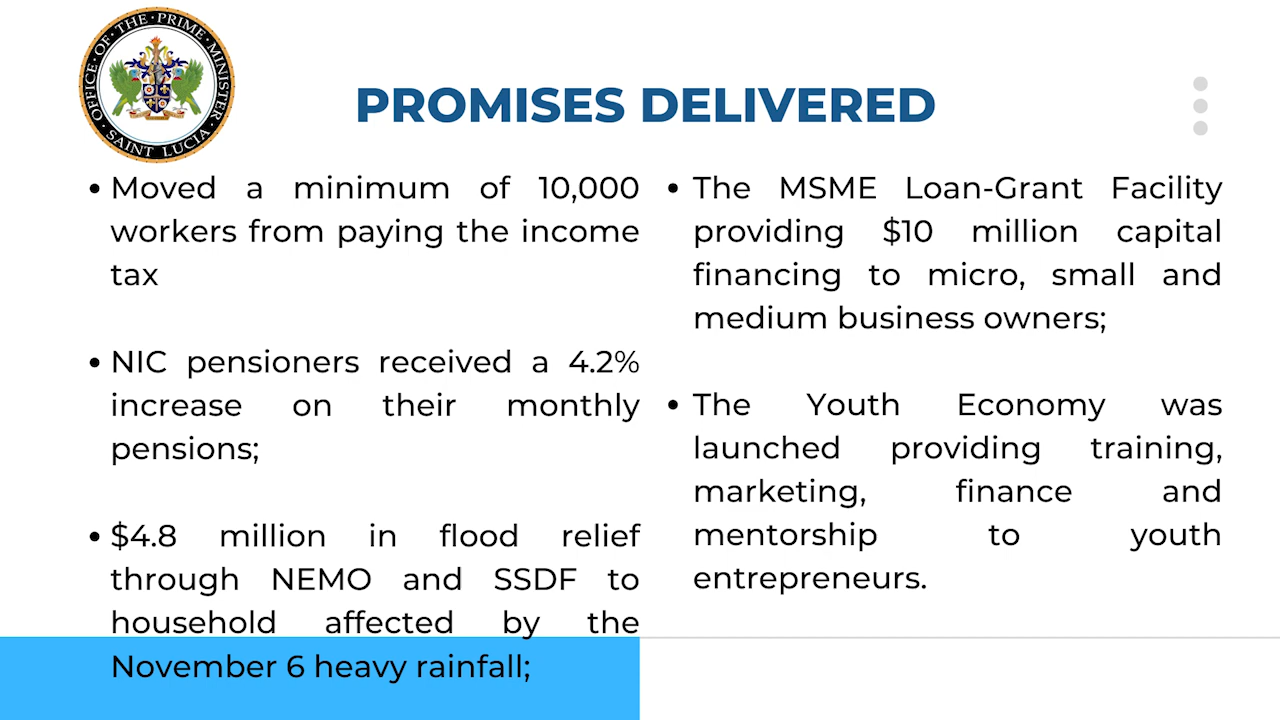 OFFICE OF THE PRIME MINISTER
SAINT LUCIA
PROMISES DELIVERED
• Moved a minimum of 10,000
workers from paying the income
tax
• NIC pensioners received a 4.2%
increase on their monthly
pensions;
• $4.8 million in flood relief
through NEMO and SSDF to
household affected by the
November 6 heavy rainfall;
• The MSME Loan-Grant Facility
providing $10 million capital
financing to micro, small and
medium business owners;
• The Youth Economy was
launched providing training,
marketing, finance and
mentorship to youth
entrepreneurs.